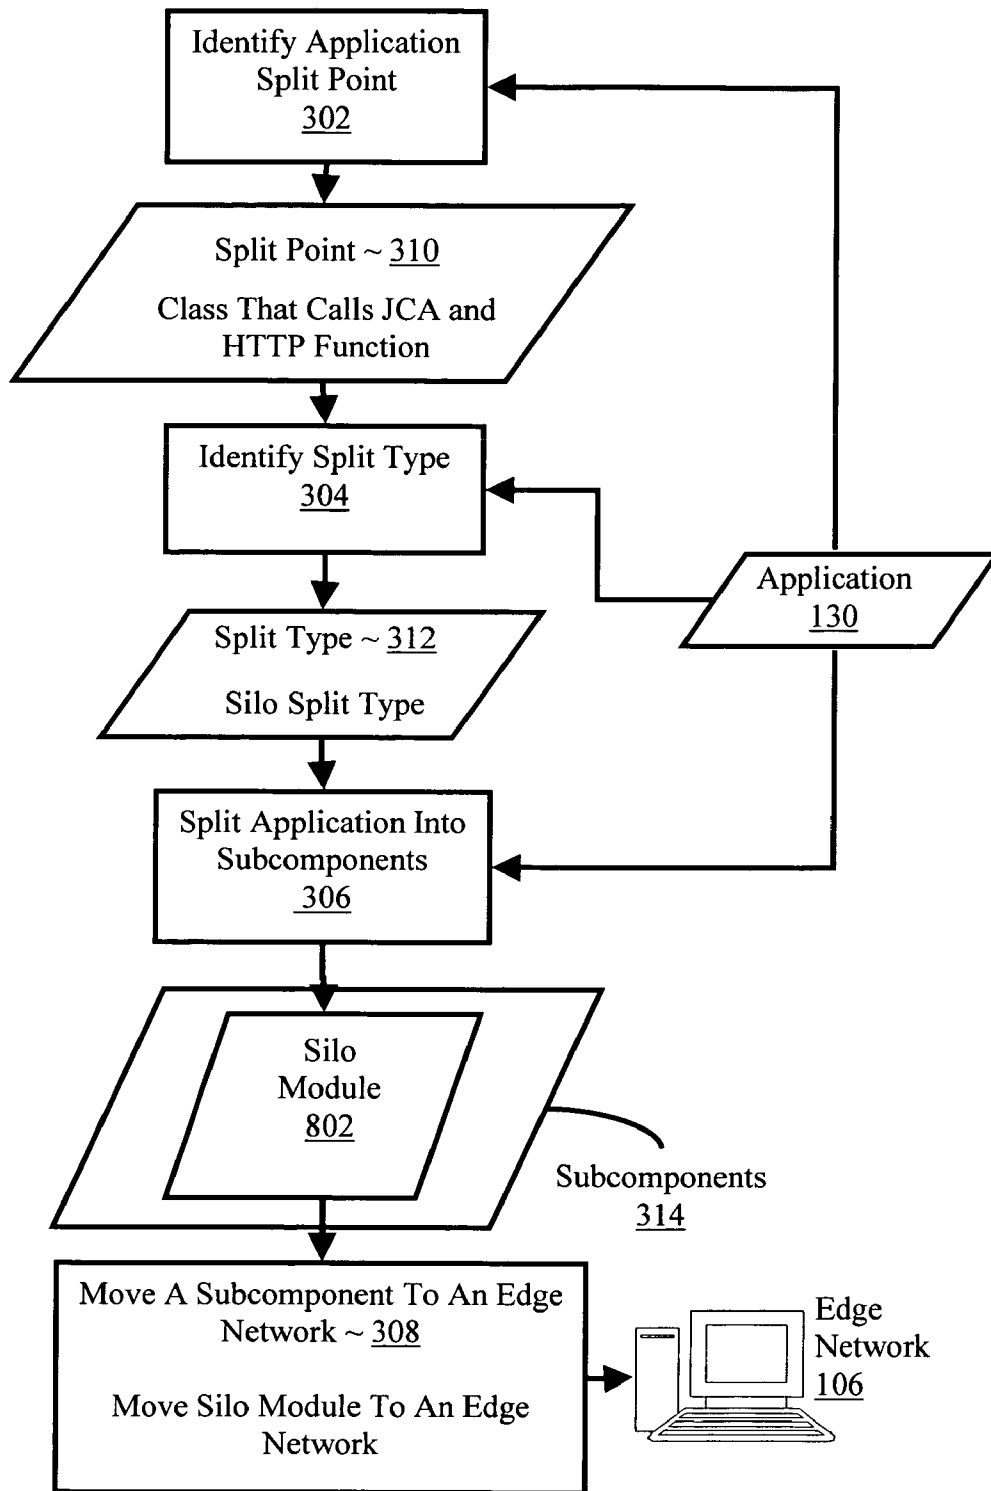 Identify Application
Split Point
302
Split Point ~ 310
Class That Calls JCA and
HTTP Function
Identify Split Type
304
Application
130
Split Type ~ 312
Silo Split Type
Split Application Into
Subcomponents
306
Silo
Module
802
Subcomponents
314
Move A Subcomponent To An Edge
Network ~ 308
Move Silo Module To An Edge
Network
Edge
Network
106